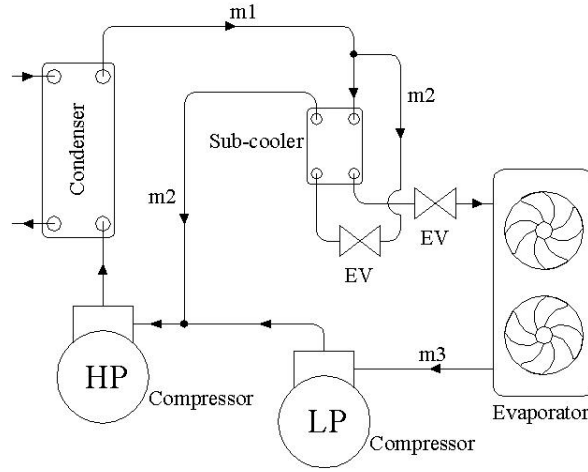 m1
m2
Condenser
Sub-cooler
m2
EV
EV
m3
HP
Compressor
LP
Compressor
Evaporator